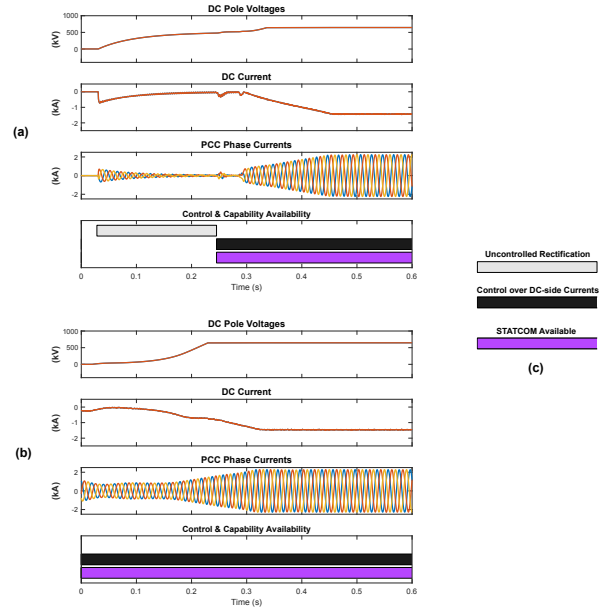 DC Pole Voltages
1000
500
0
(kV)
DC Current
0
-1
-2
(kA)
(a)
PCC Phase Currents
2
0
-2
(kA)
Control & Capability Availability
0 0.1 0.2 0.3 0.4 0.5 0.6
Time (s)
Uncontrolled Rectification
Control over DC-side Currents
STATCOM Available
(c)
DC Pole Voltages
1000
500
0
(kV)
DC Current
0
-1
-2
(kA)
(b)
PCC Phase Currents
2
0
-2
(kA)
Control & Capability Availability
0 0.1 0.2 0.3 0.4 0.5 0.6
Time (s)